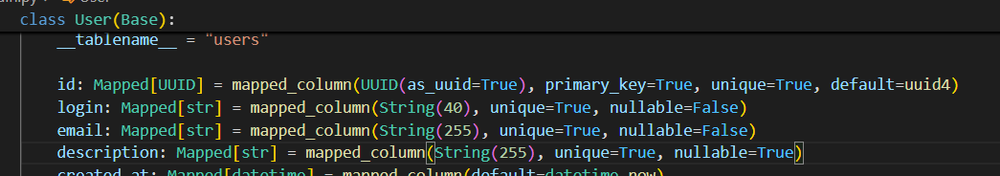 class User(Base):
__tablename__ = "users"
id: Mapped[UUID] = mapped_column(UUID(as_uuid=True), primary_key=True, unique=True, default=uuid4)
login: Mapped[str] = mapped_column(String(40), unique=True, nullable=False)
email: Mapped[str] = mapped_column(String(255), unique=True, nullable=False)
description: Mapped[str] = mapped_column(String(255), unique=True, nullable=True)
created_at: Mapped[datetime] = mapped_column(default=datetime.now)